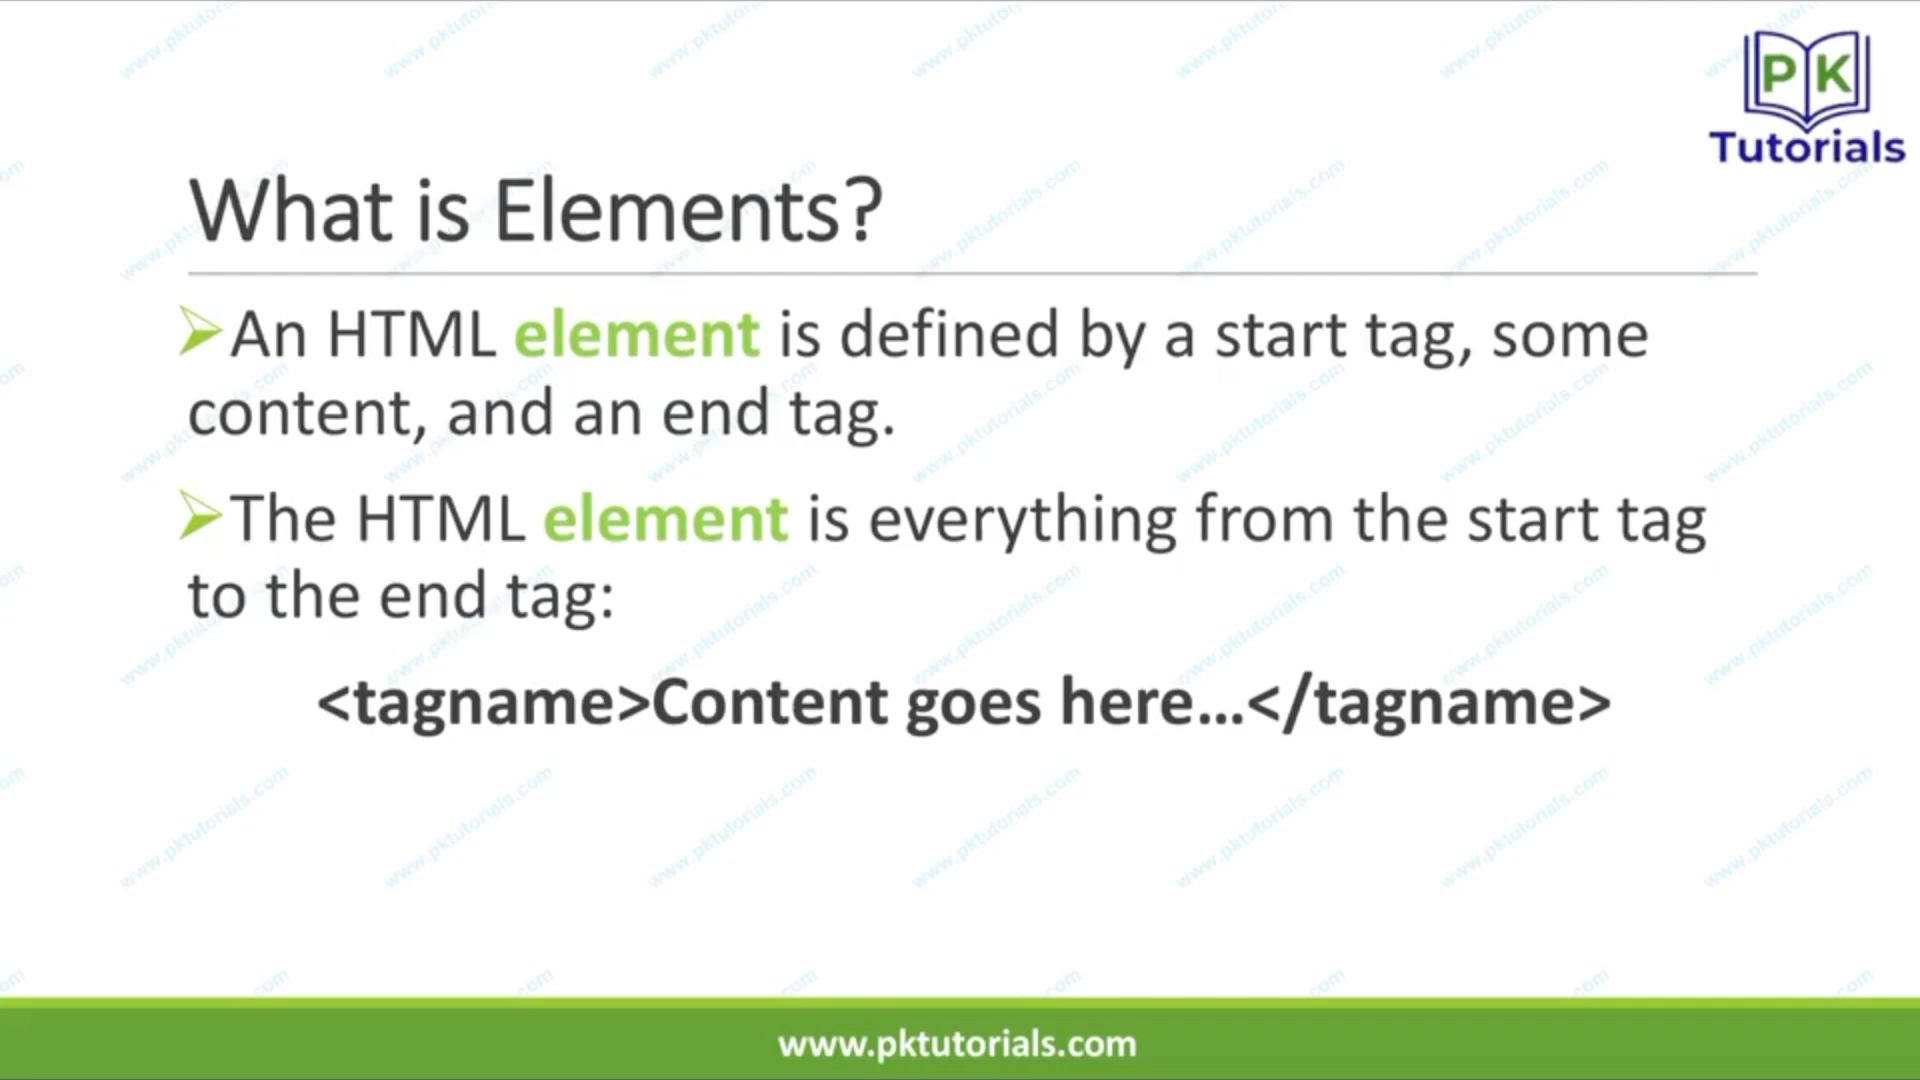 P K
Tutorials
What is Elements?
➢An HTML element is defined by a start tag, some
content, and an end tag.
➢The HTML element is everything from the start tag
to the end tag:
<tagname>Content goes here...</tagname>
www.pktutorials.com